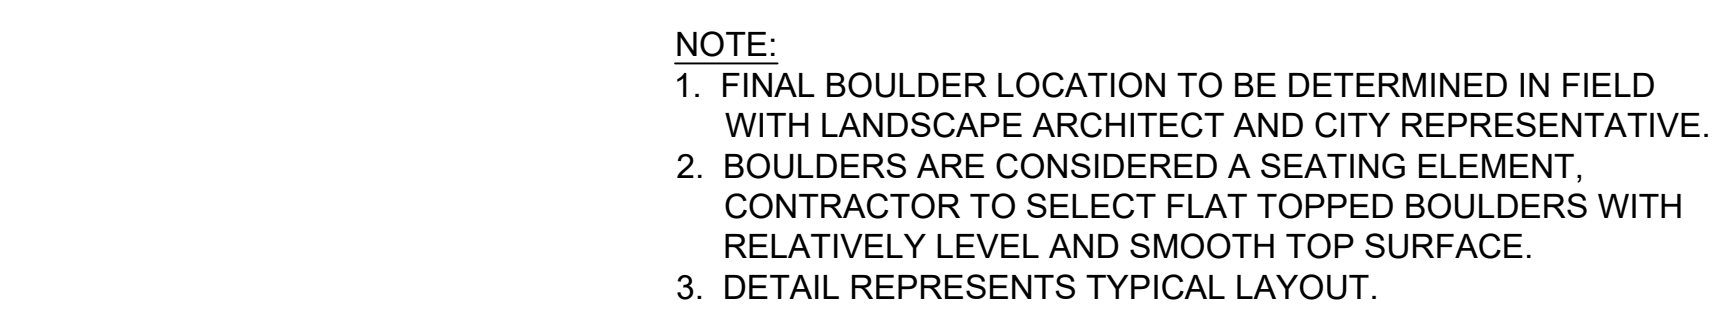 NOTE:
1. FINAL BOULDER LOCATION TO BE DETERMINED IN FIELD
WITH LANDSCAPE ARCHITECT AND CITY REPRESENTATIVE.
2. BOULDERS ARE CONSIDERED A SEATING ELEMENT,
CONTRACTOR TO SELECT FLAT TOPPED BOULDERS WITH
RELATIVELY LEVEL AND SMOOTH TOP SURFACE.
3. DETAIL REPRESENTS TYPICAL LAYOUT.